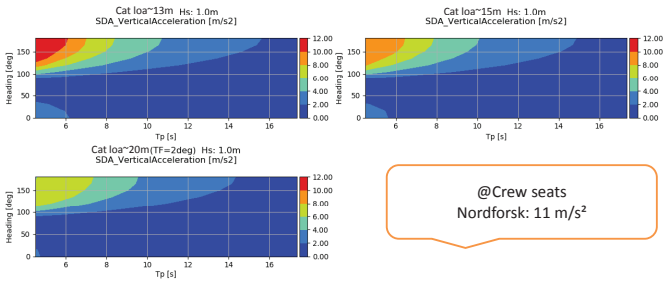 Cat loa~13m Hs: 1.0m
SDA_VerticalAcceleration [m/s2]
Heading [deg]
150
100
50
0
6 8 10 12 14 16
Tp [s]
12.00
10.00
8.00
6.00
4.00
2.00
0.00
Cat loa~15m Hs: 1.0m
SDA_VerticalAcceleration [m/s2]
Heading [deg]
150
100
50
0
6 8 10 12 14 16
Tp [s]
12.00
10.00
8.00
6.00
4.00
2.00
0.00
Cat loa~20m(TF=2deg) Hs: 1.0m
SDA_VerticalAcceleration [m/s2]
Heading [deg]
150
100
50
0
6 8 10 12 14 16
Tp [s]
12.00
10.00
8.00
6.00
4.00
2.00
0.00
@Crew seats
Nordforsk: 11 m/s²